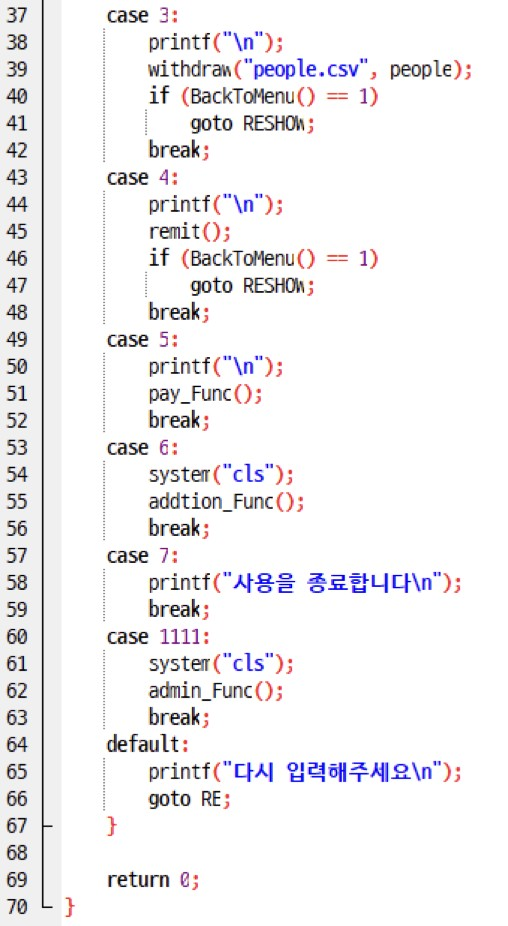 37 case 3:
38 printf("\n");
39 withdraw("people.csv", people);
40 if (BackToMenu() == 1)
41 goto RESHOW;
42 break;
43 case 4:
44 printf("\n");
45 remit();
46 if (BackToMenu() == 1)
47 goto RESHOW;
48 break;
49 case 5:
50 printf("\n");
51 pay_Func();
52 break;
53 case 6:
54 system("cls");
55 addtion_Func();
56 break;
57 case 7:
58 printf("사용을 종료합니다\n");
59 break;
60 case 1111:
61 system("cls");
62 admin_Func();
63 break;
64 default:
65 printf("다시 입력해주세요\n");
66 goto RE;
67 }
68
69 return 0;
70 }